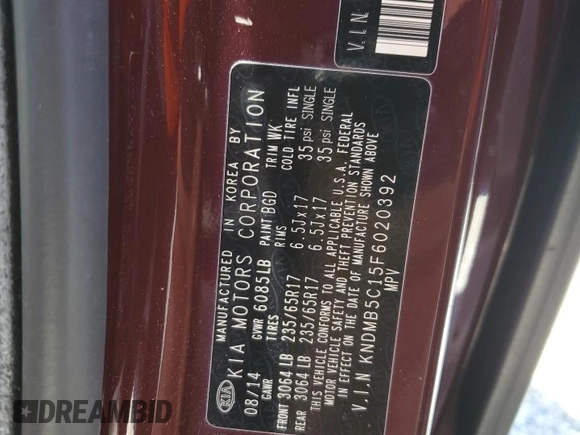 MANUFACTURED IN KOREA BY
KIA KIA MOTORS CORPORATION
08/14 GVWR 6085LB PAINT BGD TRIM WK
GAWR TIRES RIMS COLD TIRE INFL
FRONT 3064 LB 235/65R17 6.5Jx17 35 psi SINGLE
REAR 3064 LB 235/65R17 6.5Jx17 35 psi SINGLE
THIS VEHICLE CONFORMS TO ALL APPLICABLE U.S.A. FEDERAL
MOTOR VEHICLE SAFETY AND THEFT PREVENTION STANDARDS
IN EFFECT ON THE DATE OF MANUFACTURE SHOWN ABOVE
V.I.N KNDMB5C15F6020392
MPV
V.I.N
DREAMBID